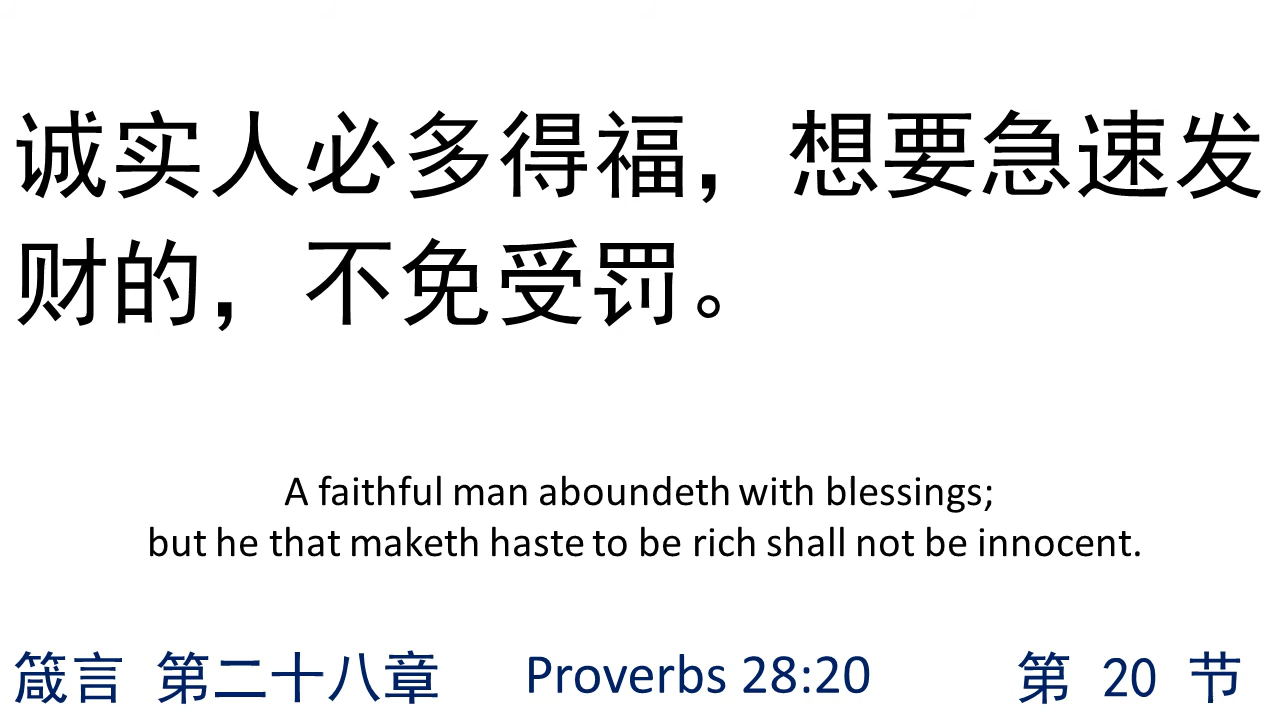 诚实人必多得福，想要急速发
财的，不免受罚。
A faithful man aboundeth with blessings;
but he that maketh haste to be rich shall not be innocent.
箴言 第二十八章 Proverbs 28:20 第 20 节